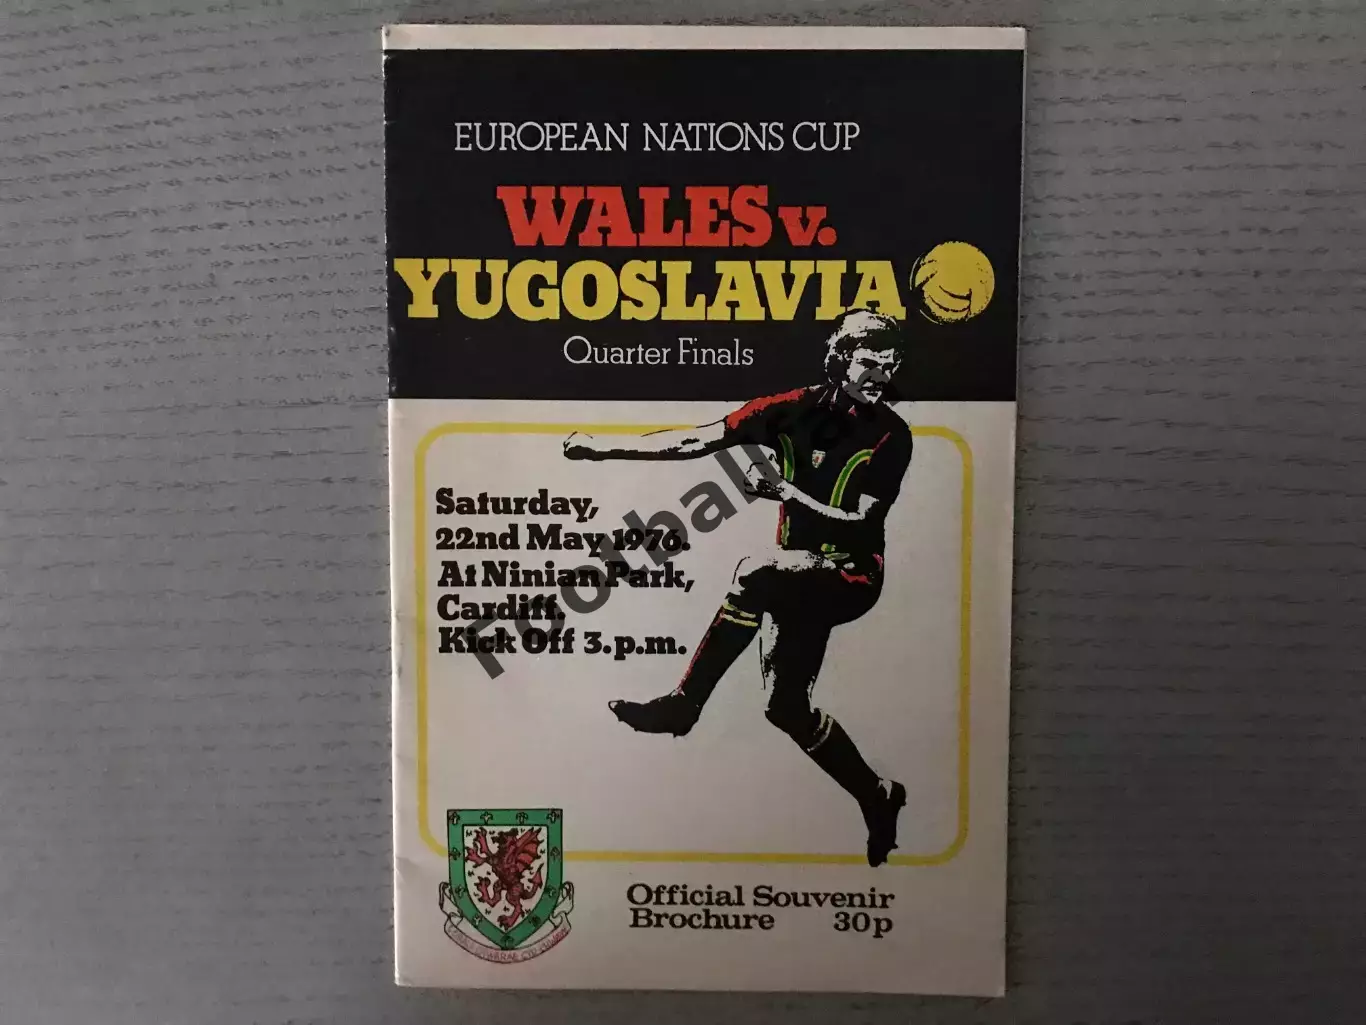 EUROPEAN NATIONS CUP
WALES v.
YUGOSLAVIA
Quarter Finals
Saturday,
22nd May 1976.
At Ninian Park,
Cardiff.
Kick Off 3.p.m.
Official Souvenir
Brochure 30p